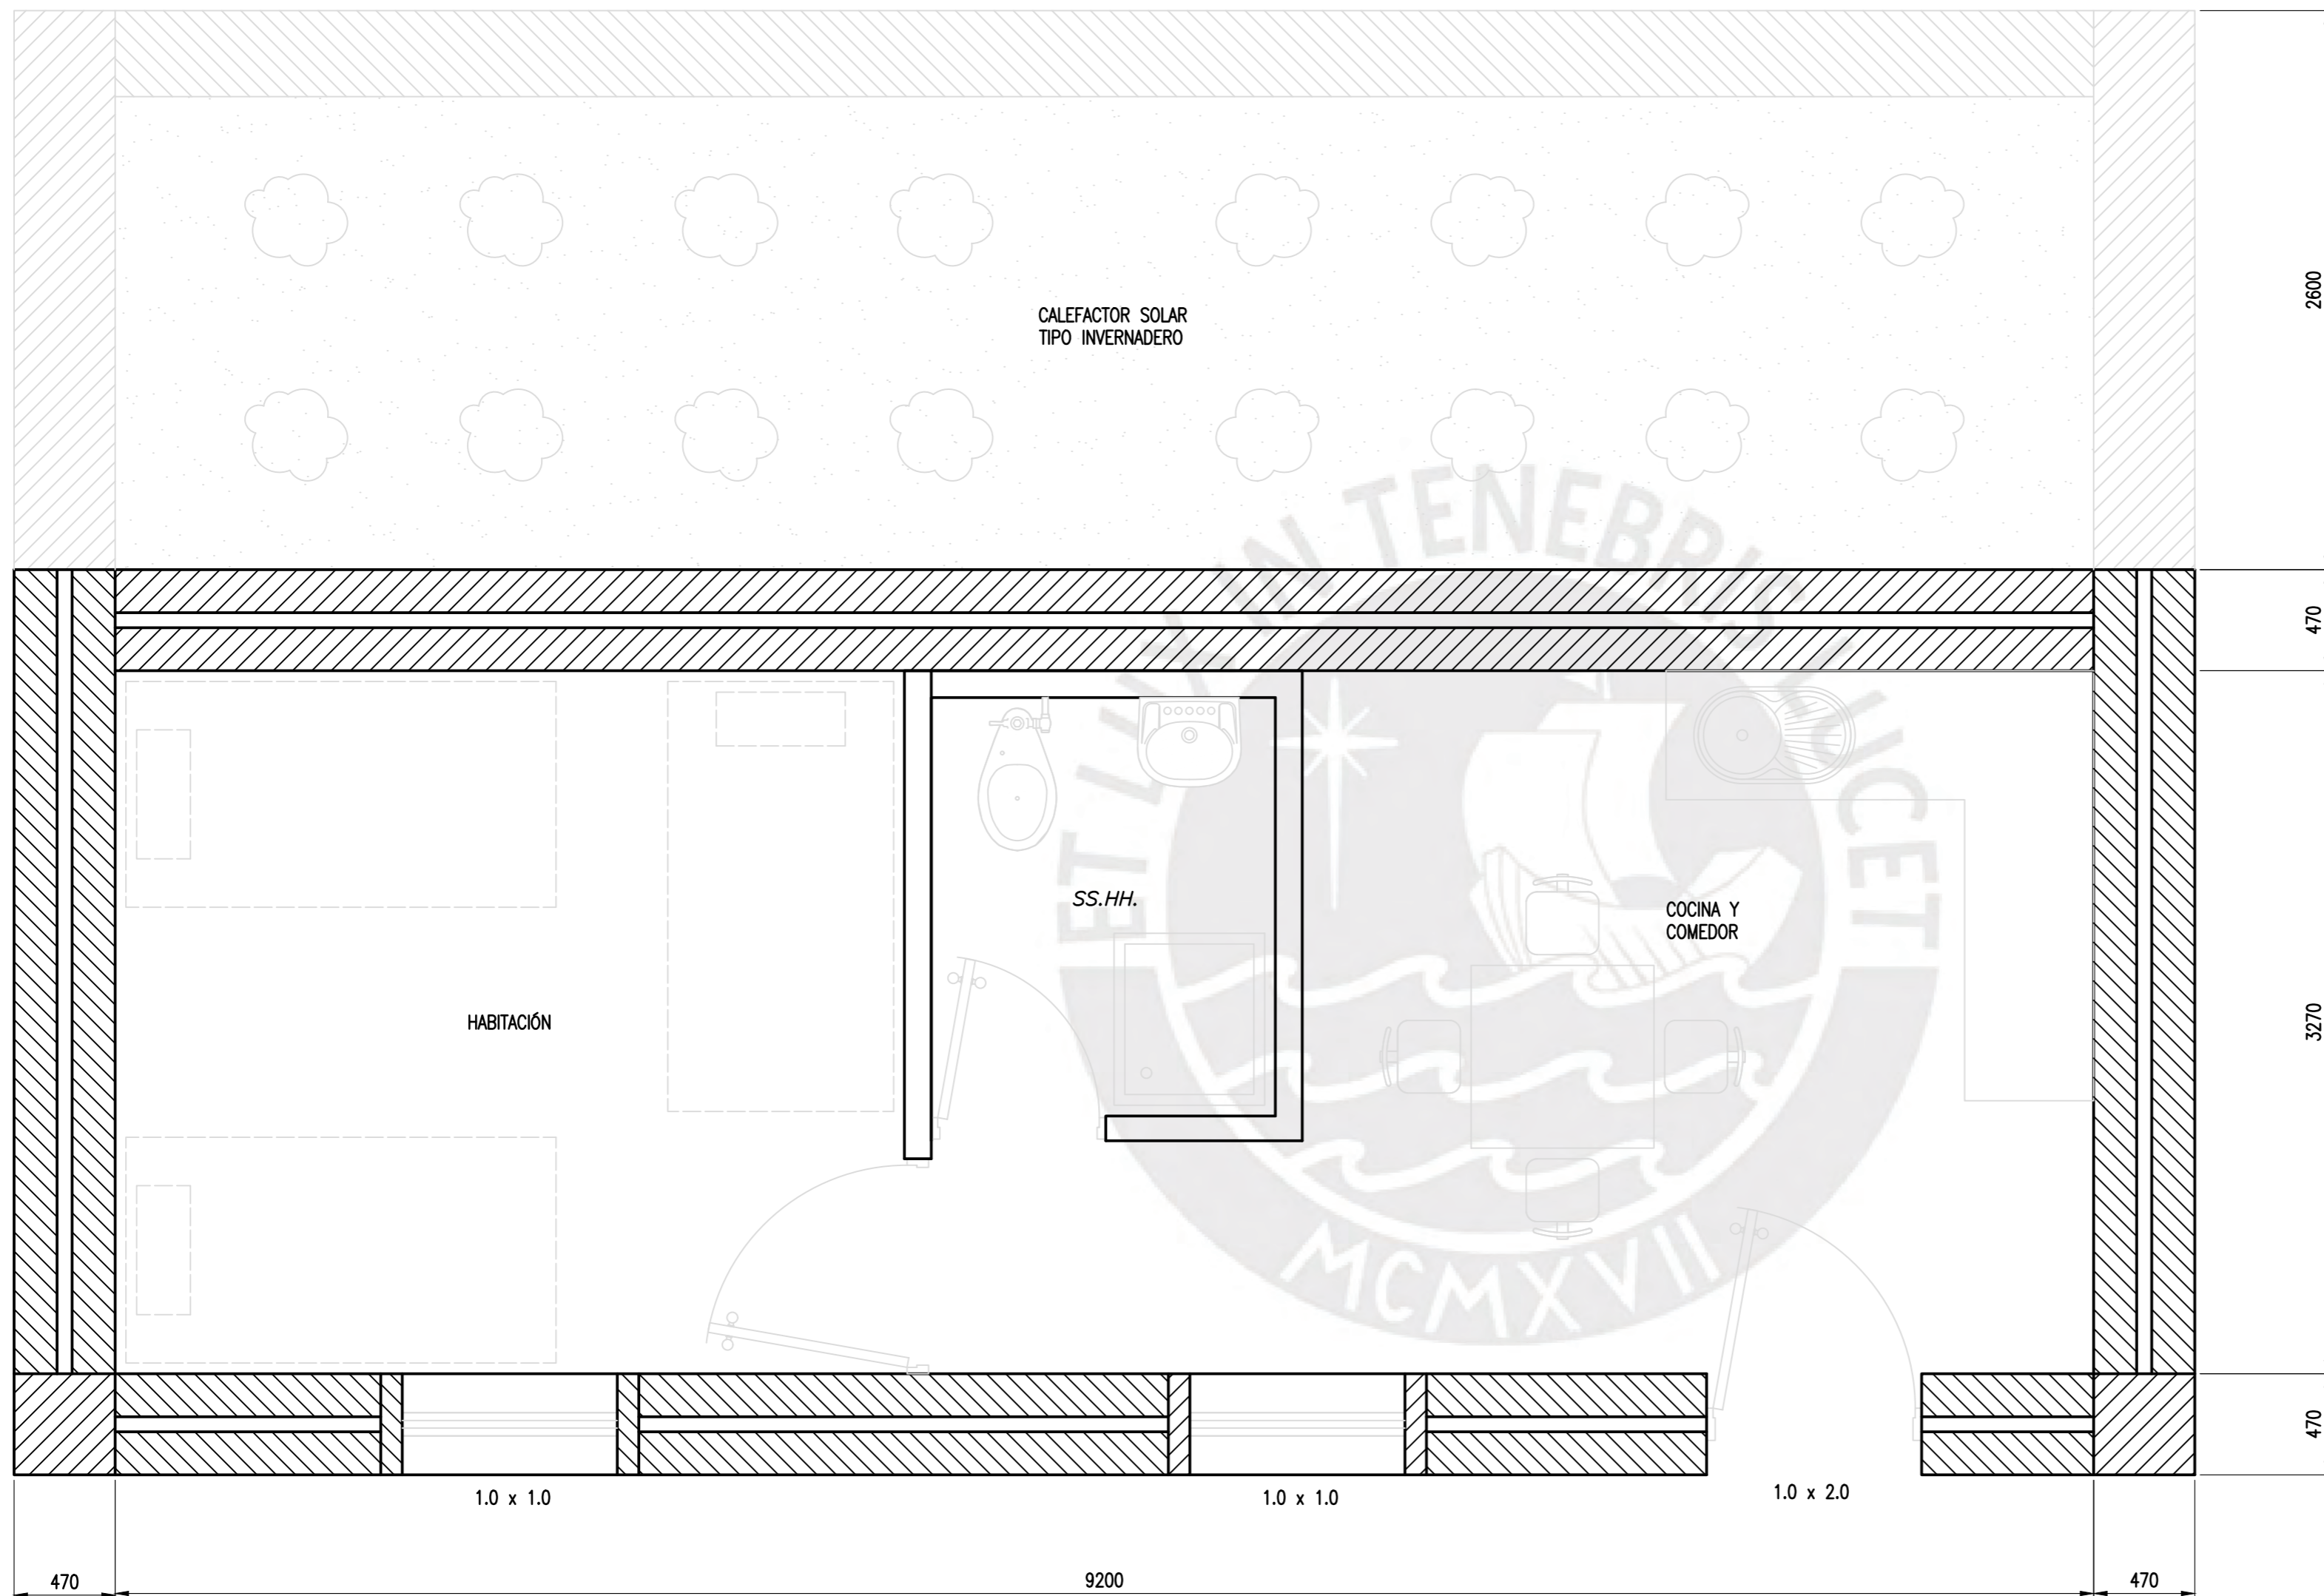 CALEFACTOR SOLAR
TIPO INVERNADERO
2600
470
ET LUX IN TENEBRIS LUCET
SS.HH.
COCINA Y
COMEDOR
HABITACIÓN
3270
MCMXVII
470
1.0 x 1.0
1.0 x 1.0
1.0 x 2.0
470
9200
470